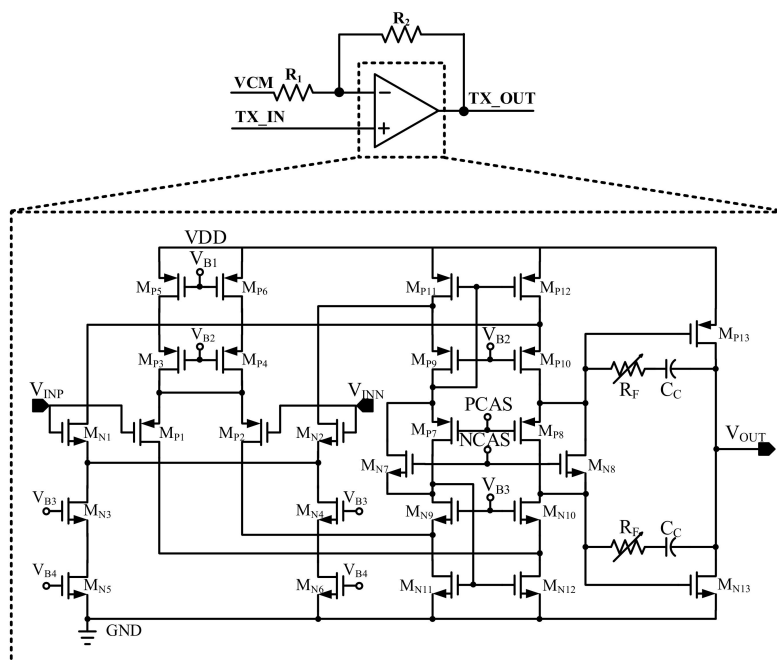 R2
R1
VCM
TX_IN
TX_OUT
VDD
VB1
MP5
MP6
MP11
MP12
VB2
VB2
MP3
MP4
MP9
MP10
MP13
RF
CC
VINP
VINN
PCAS
MN1
MP1
MP2
MN2
MP7
MP8
NCAS
MN7
MN8
VOUT
VB3
MN3
VB3
MN4
VB3
MN9
MN10
RF
CC
VB4
MN5
VB4
MN6
MN11
MN12
MN13
GND